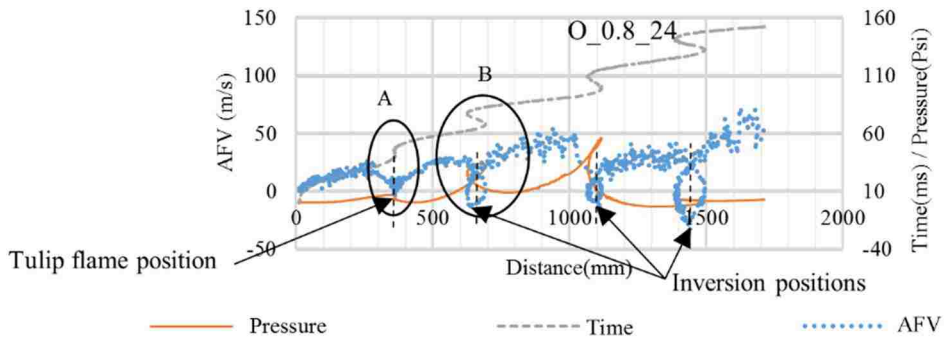 150
100
50
0
-50
AFV (m/s)
160
110
60
10
-40
Time(ms) / Pressure(Psi)
O_0.8_24
A
B
0
500
1000
1500
2000
Distance(mm)
Tulip flame position
Inversion positions
Pressure
Time
AFV